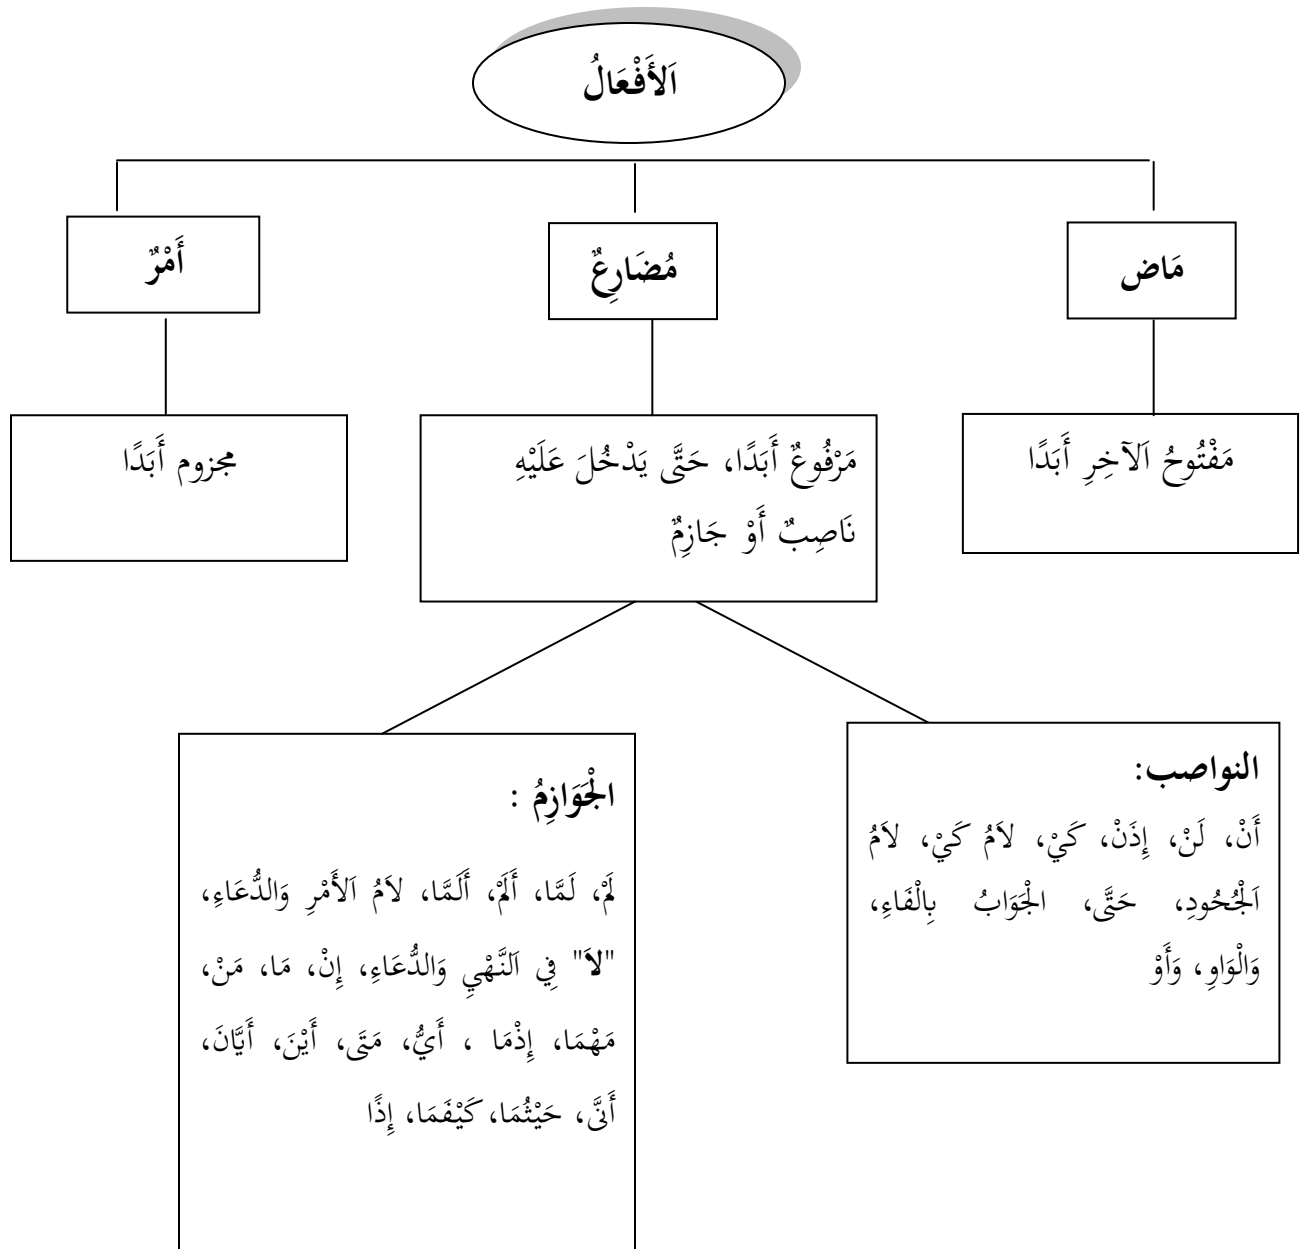 اَلأَفْعَالُ
مَاض
مُضَارِعٌ
أَمْرٌ
مَفْتُوحُ اَلآخِرِ أَبَدًا
مَرْفُوعٌ أَبَدًا، حَتَّى يَدْخُلَ عَلَيْهِ
نَاصِبٌ أَوْ جَازِمٌ
مجزوم أَبَدًا
النواصب:
أَنْ، لَنْ، إِذَنْ، كَيْ، لاَمُ كَيْ، لاَمُ
اَلْجُحُودِ، حَتَّى، الْجَوَابُ بِالْفَاءِ،
وَالْوَاوِ، وَأَوْ
الْجَوَازِمُ :
لَمْ، لَمَّا، أَلَمْ، أَلَمَّا، لاَمُ اَلأَمْرِ وَالدُّعَاءِ،
"لاَ" فِي اَلنَّهْيِ وَالدُّعَاءِ، إِنْ، مَا، مَنْ،
مَهْمَا، إِذْمَا ، أَيُّ، مَتَى، أَيْنَ، أَيَّانَ،
أَنَّى، حَيْثُمَا، كَيْفَمَا، إِذًا